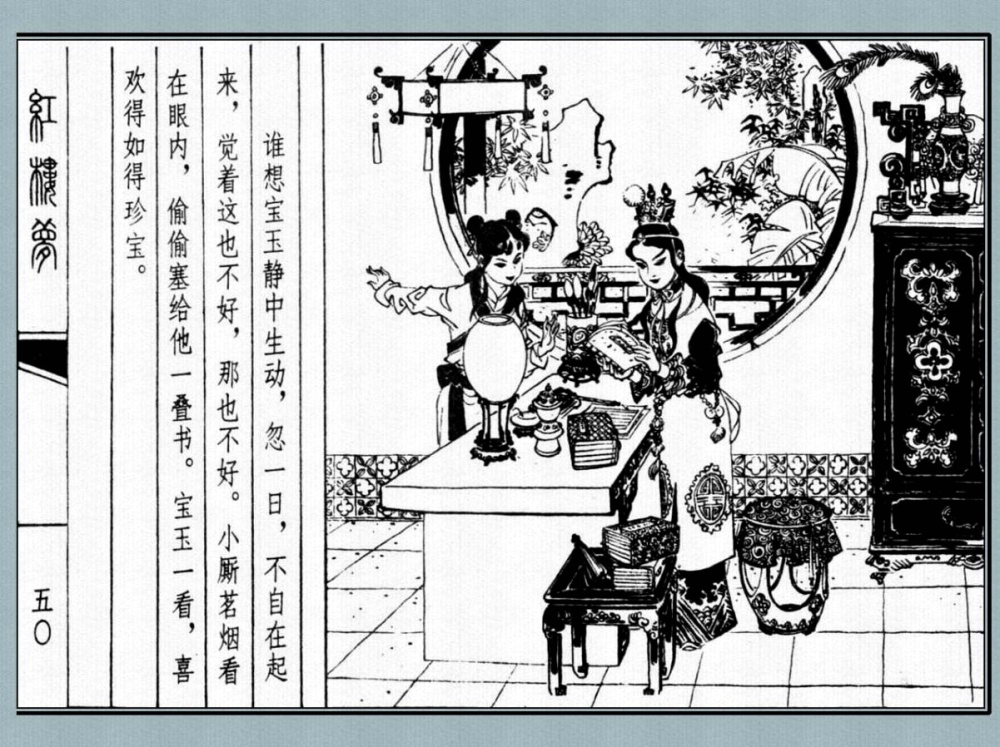 谁想宝玉静中生动，忽一日，不自在起
来，觉着这也不好，那也不好。小厮茗烟看
在眼内，偷偷塞给他一叠书。宝玉一看，喜
欢得如得珍宝。
紅樓夢
五〇